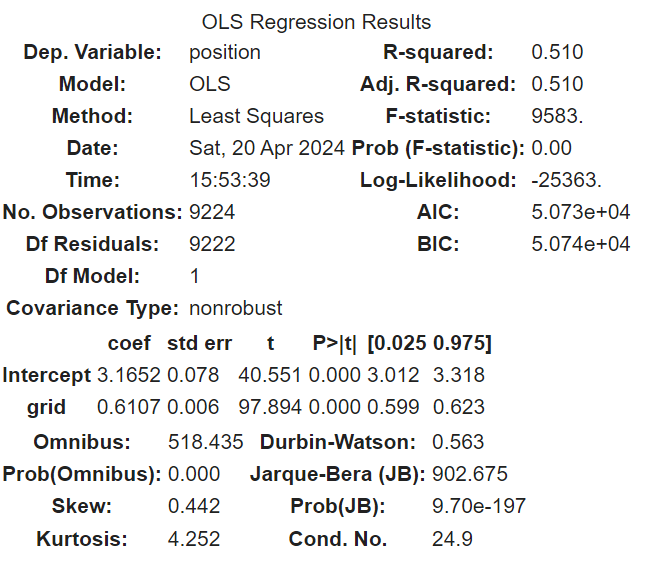 OLS Regression Results
Dep. Variable: position R-squared: 0.510
Model: OLS Adj. R-squared: 0.510
Method: Least Squares F-statistic: 9583.
Date: Sat, 20 Apr 2024 Prob (F-statistic): 0.00
Time: 15:53:39 Log-Likelihood: -25363.
No. Observations: 9224 AIC: 5.073e+04
Df Residuals: 9222 BIC: 5.074e+04
Df Model: 1
Covariance Type: nonrobust
coef std err t P>|t| [0.025 0.975]
Intercept 3.1652 0.078 40.551 0.000 3.012 3.318
grid 0.6107 0.006 97.894 0.000 0.599 0.623
Omnibus: 518.435 Durbin-Watson: 0.563
Prob(Omnibus): 0.000 Jarque-Bera (JB): 902.675
Skew: 0.442 Prob(JB): 9.70e-197
Kurtosis: 4.252 Cond. No. 24.9